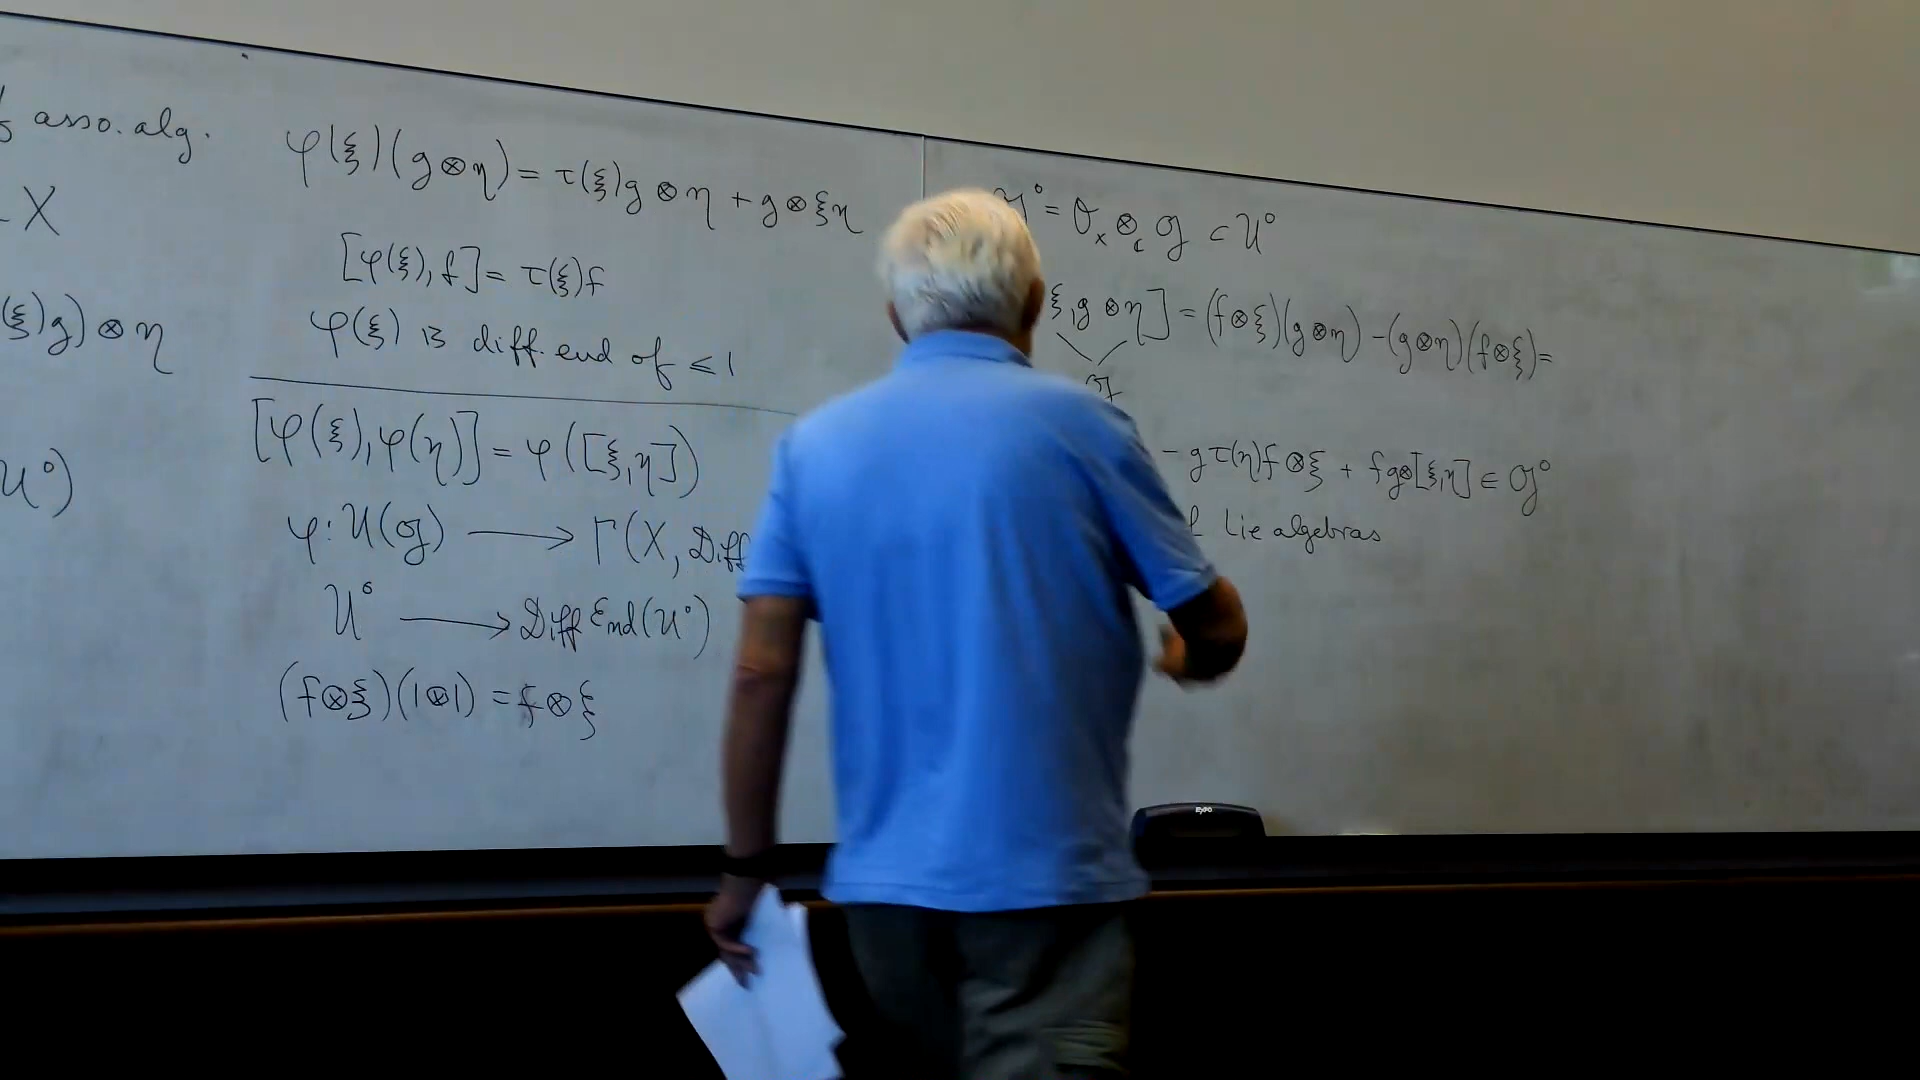 asso. alg.
- X
(ξ)g) ⊗ η
U°)
φ(ξ)(g⊗η) = τ(ξ)g ⊗ η + g ⊗ ξη
[φ(ξ), f] = τ(ξ)f
φ(ξ) is diff. end of ≤ 1
[φ(ξ), φ(η)] = φ([ξ,η])
φ: U(𝔤) ⟶ Γ(X, Diff
U° ⟶ Diff End(U°)
(f⊗ξ)(1⊗1) = f⊗ξ
𝔤° = O_X ⊗_C 𝔤 ⊂ U°
ξ, g ⊗ η] = (f⊗ξ)(g⊗η) - (g⊗η)(f⊗ξ) =
𝔤
- gτ(η)f ⊗ ξ + fg⊗[ξ,η] ∈ 𝔤°
Lie algebras
EXPO